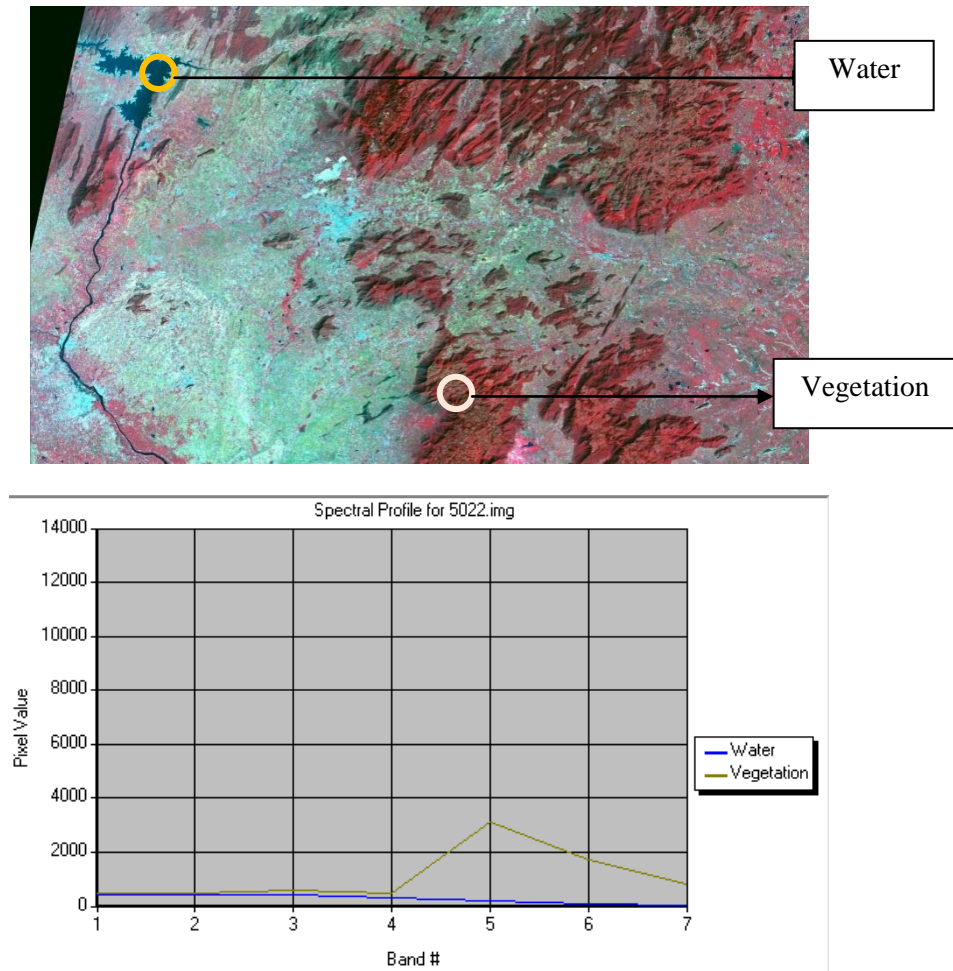 Water
Vegetation
Spectral Profile for 5022.img
14000
12000
10000
8000
6000
4000
2000
0
Pixel Value
1 2 3 4 5 6 7
Band #
Water
Vegetation